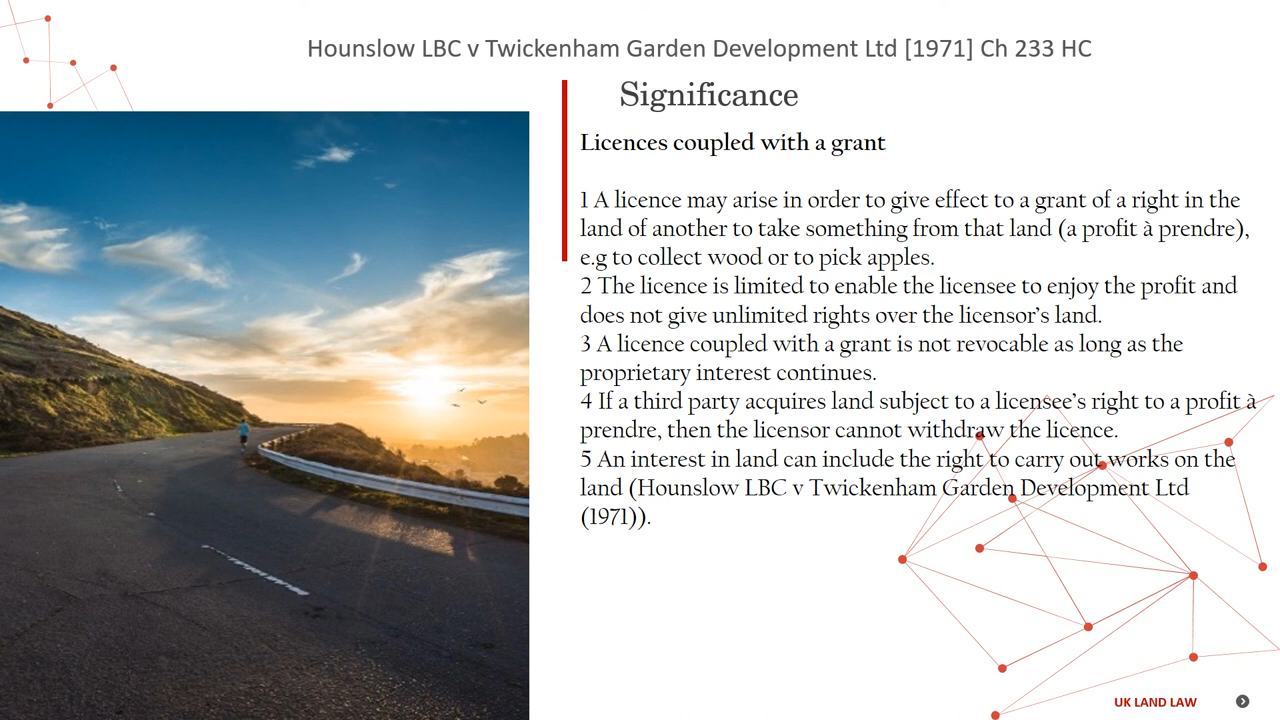 Hounslow LBC v Twickenham Garden Development Ltd [1971] Ch 233 HC
Significance
Licences coupled with a grant
1 A licence may arise in order to give effect to a grant of a right in the
land of another to take something from that land (a profit à prendre),
e.g to collect wood or to pick apples.
2 The licence is limited to enable the licensee to enjoy the profit and
does not give unlimited rights over the licensor’s land.
3 A licence coupled with a grant is not revocable as long as the
proprietary interest continues.
4 If a third party acquires land subject to a licensee’s right to a profit à
prendre, then the licensor cannot withdraw the licence.
5 An interest in land can include the right to carry out works on the
land (Hounslow LBC v Twickenham Garden Development Ltd
(1971)).
UK LAND LAW